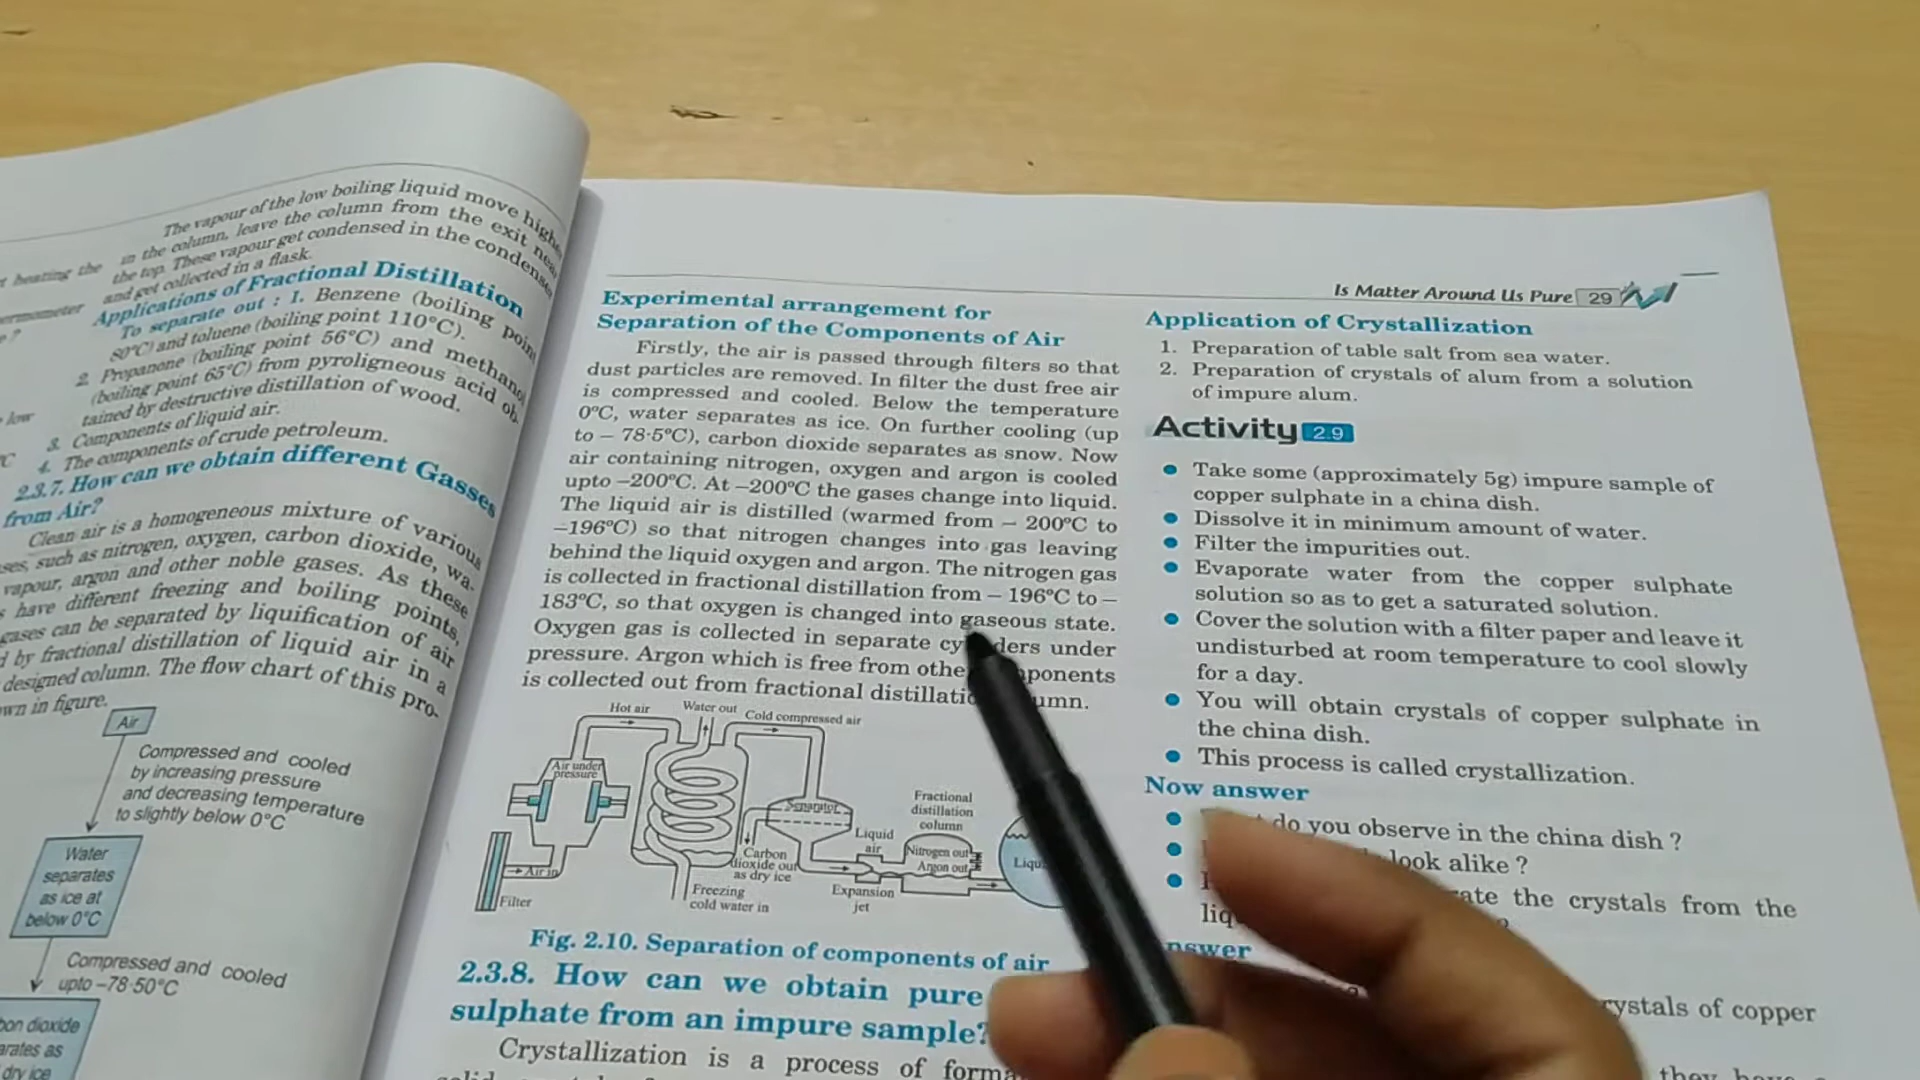 The vapour of the low boiling liquid move
in the column, leave the column from the exit
the top. These vapour get condensed in the
and get collected in a flask.
Applications of Fractional Distillation
To separate out : 1. Benzene (boiling
80°C) and toluene (boiling point 110°C).
2. Propanone (boiling point 56°C) and
(boiling point 65°C) from pyroligneous acid ob-
tained by destructive distillation of wood.
3. Components of liquid air.
4. The components of crude petroleum.
2.3.7. How can we obtain different Gasses
from Air?
Clean air is a homogeneous mixture of various
such as nitrogen, oxygen, carbon dioxide, wa-
vapour, argon and other noble gases. As these
have different freezing and boiling points,
gases can be separated by liquification of air
by fractional distillation of liquid air in a
designed column. The flow chart of this pro-
in figure.
Air
Compressed and cooled
by increasing pressure
and decreasing temperature
to slightly below 0°C
Water
separates
as ice at
below 0°C
Compressed and cooled
upto –78·50°C
dioxide
as
dry ice
heating the
low
Is Matter Around Us Pure 29
Experimental arrangement for
Separation of the Components of Air
Firstly, the air is passed through filters so that
dust particles are removed. In filter the dust free air
is compressed and cooled. Below the temperature
0°C, water separates as ice. On further cooling (up
to – 78·5°C), carbon dioxide separates as snow. Now
air containing nitrogen, oxygen and argon is cooled
upto –200°C. At –200°C the gases change into liquid.
The liquid air is distilled (warmed from – 200°C to
–196°C) so that nitrogen changes into gas leaving
behind the liquid oxygen and argon. The nitrogen gas
is collected in fractional distillation from – 196°C to –
183°C, so that oxygen is changed into gaseous state.
Oxygen gas is collected in separate under
pressure. Argon which is free from
is collected out from fractional
Hot air
Water out
Cold compressed air
Air under
pressure
Separator
Fractional
distillation
column
Liquid
air
Nitrogen out
Argon out
Carbon
dioxide out
as dry ice
Air in
Filter
Freezing
cold water in
Expansion
jet
Fig. 2.10. Separation of components of air
2.3.8. How can we obtain pure
sulphate from an impure sample?
Crystallization is a process of
Application of Crystallization
1. Preparation of table salt from sea water.
2. Preparation of crystals of alum from a solution
of impure alum.
Activity 2.9
• Take some (approximately 5g) impure sample of
copper sulphate in a china dish.
• Dissolve it in minimum amount of water.
• Filter the impurities out.
• Evaporate water from the copper sulphate
solution so as to get a saturated solution.
• Cover the solution with a filter paper and leave it
undisturbed at room temperature to cool slowly
for a day.
• You will obtain crystals of copper sulphate in
the china dish.
• This process is called crystallization.
Now answer
• do you observe in the china dish ?
• look alike ?
• the crystals from the
of copper
they have